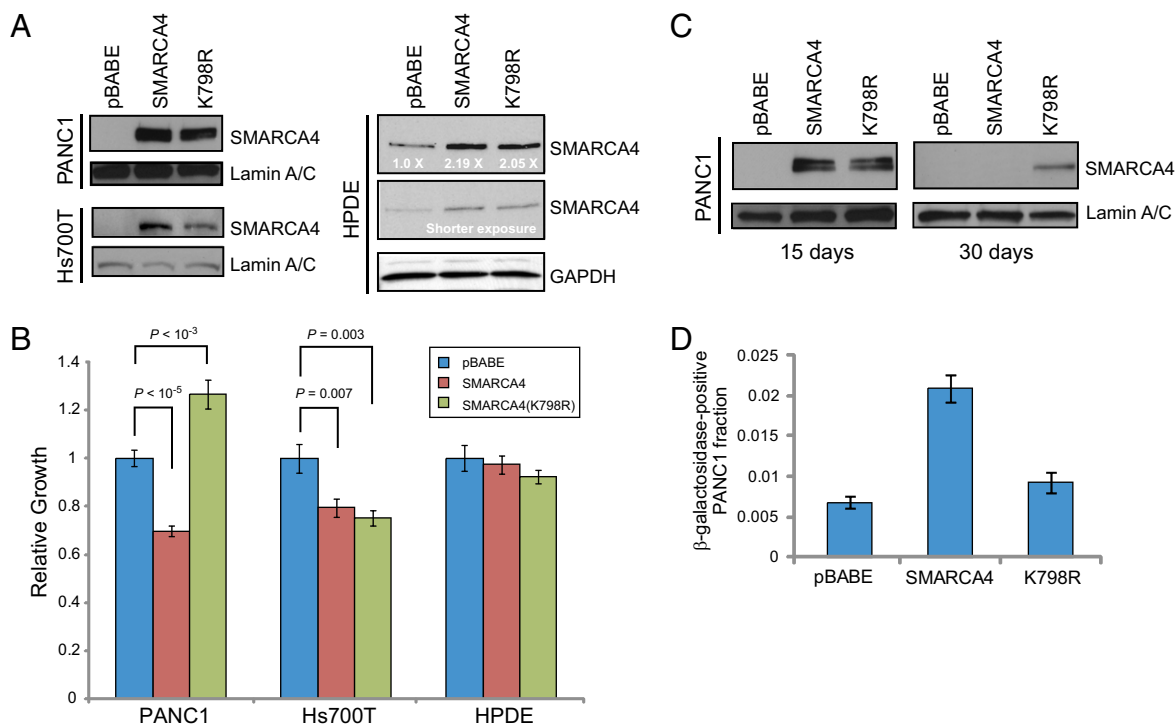 A
pBABE
SMARCA4
K798R
PANC1
SMARCA4
Lamin A/C
Hs700T
SMARCA4
Lamin A/C
pBABE
SMARCA4
K798R
HPDE
SMARCA4
1.0 X 2.19 X 2.05 X
SMARCA4
Shorter exposure
GAPDH
C
pBABE
SMARCA4
K798R
pBABE
SMARCA4
K798R
PANC1
SMARCA4
Lamin A/C
15 days
30 days
B
Relative Growth
1.4
1.2
1
0.8
0.6
0.4
0.2
0
P < 10-3
P < 10-5
P = 0.003
P = 0.007
pBABE
SMARCA4
SMARCA4(K798R)
PANC1
Hs700T
HPDE
D
β-galactosidase-positive
PANC1 fraction
0.025
0.02
0.015
0.01
0.005
0
pBABE
SMARCA4
K798R